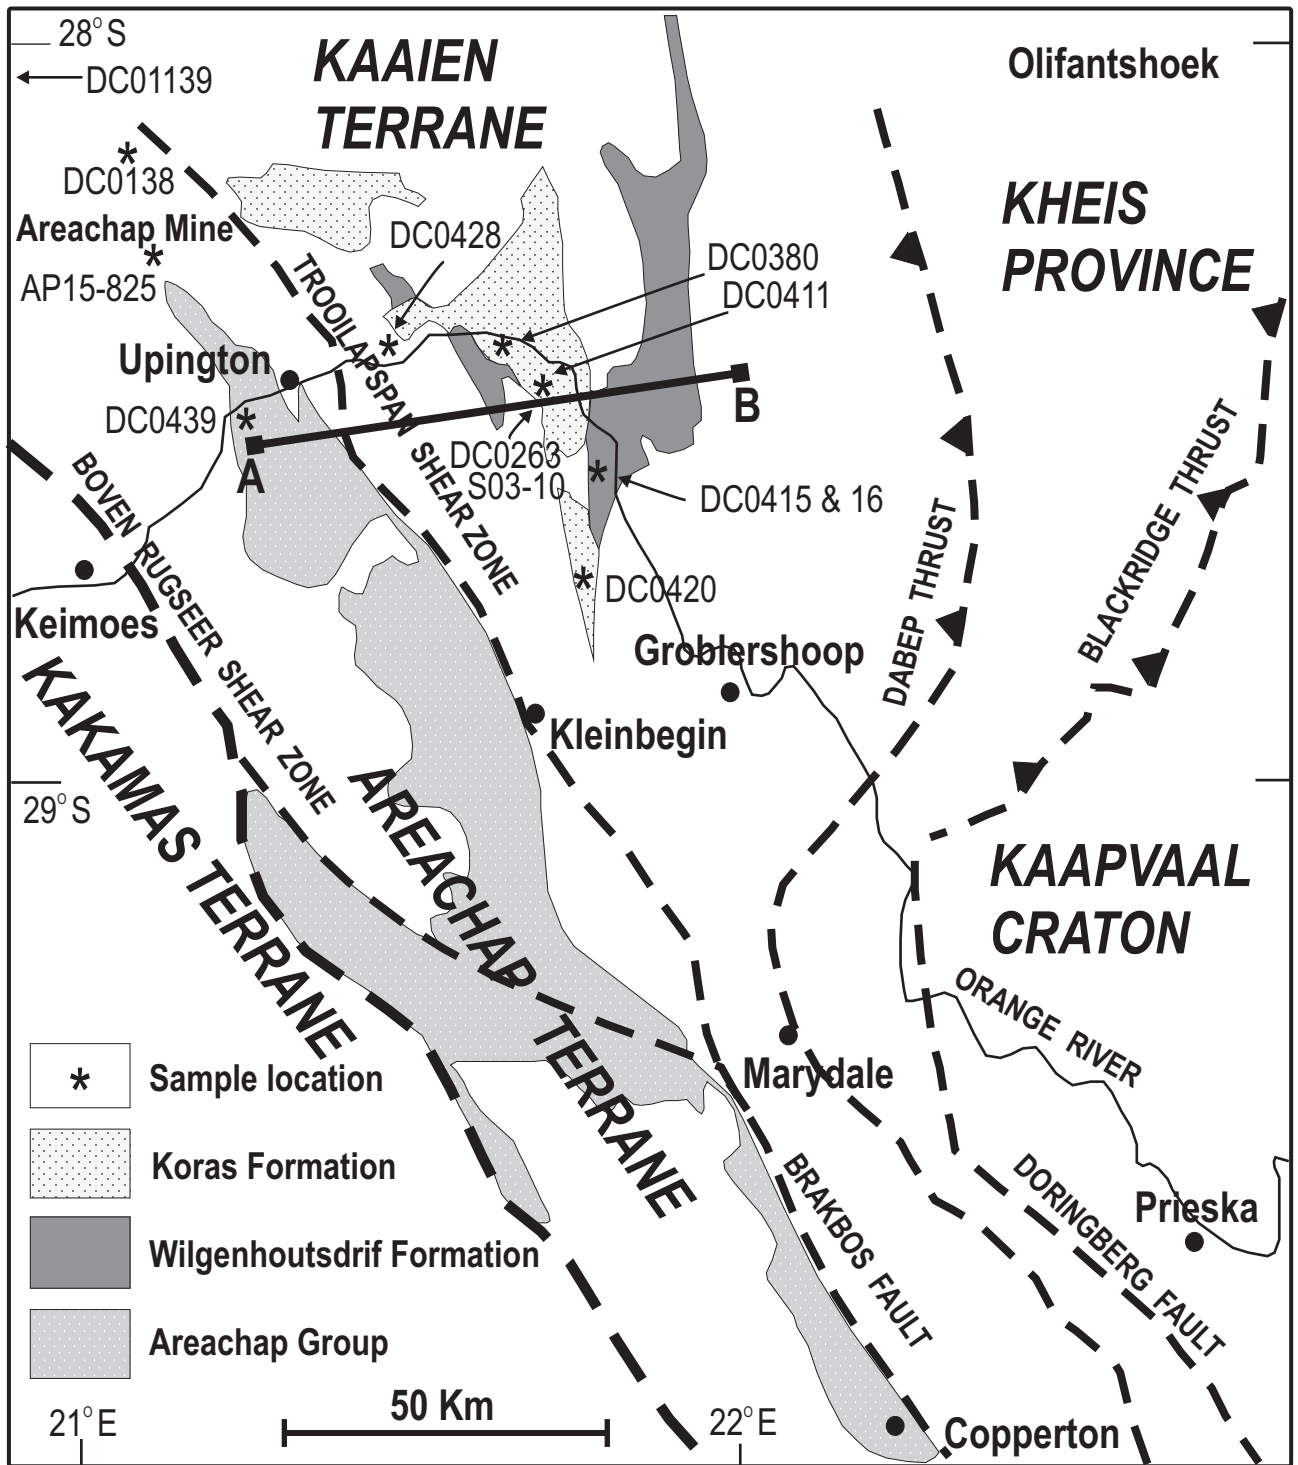 28°S
KAAIEN
TERRANE
Olifantshoek
DC01139
DC0138
Areachap Mine
AP15-825
DC0428
KHEIS
PROVINCE
DC0380
DC0411
TROOILAPSPAN SHEAR ZONE
Upington
DC0439
A
B
DC0263
S03-10
DC0415 & 16
BOVEN RUGSEER SHEAR ZONE
DC0420
DABEP THRUST
BLACKRIDGE THRUST
Keimoes
Groblershoop
Kleinbegin
KAKAMAS TERRANE
AREACHAP TERRANE
29°S
KAAPVAAL
CRATON
ORANGE RIVER
Marydale
Prieska
BRAKBOS FAULT
DORINGBERG FAULT
Copperton
* Sample location
Koras Formation
Wilgenhoutsdrif Formation
Areachap Group
50 Km
21°E
22°E